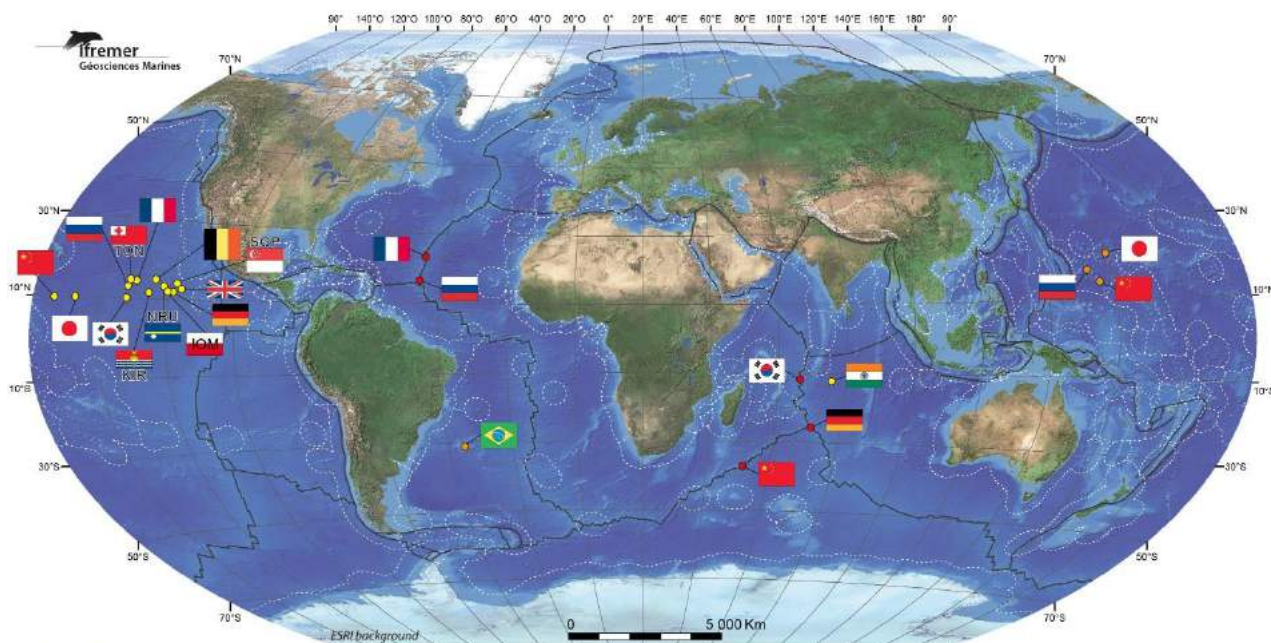 90° 120°O 140°O 120°O 100°O 80°O 60°O 40°O 20°O 0° 20°E 40°E 60°E 80°E 100°E 120°E 140°E 160°E 180°E 90°
Ifremer
Géosciences Marines
70°N 70°N
50°N 50°N
30°N 30°N
TON SGP
10°N 10°N
NRU
IOM
KIR
10°S 10°S
30°S 30°S
50°S 50°S
70°S 70°S
0 5 000 Km
ESRI background